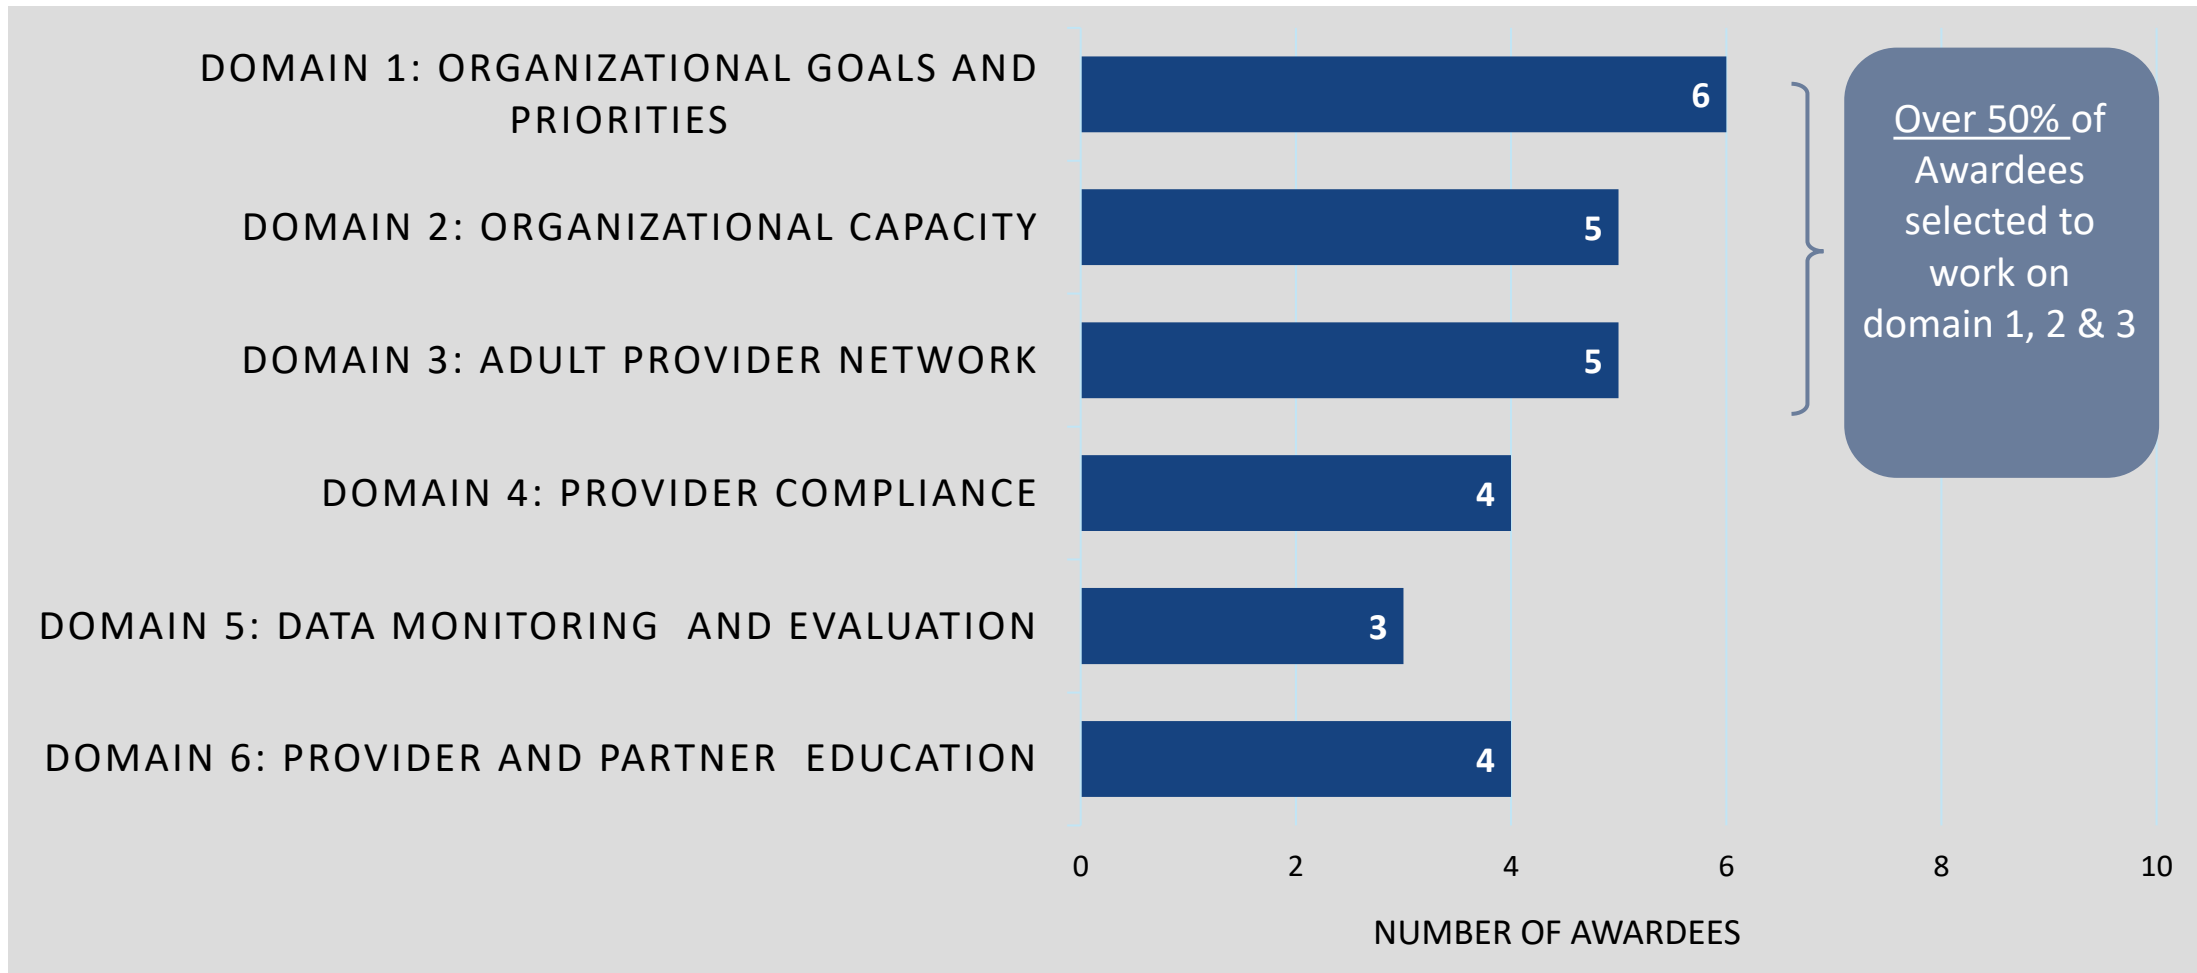 DOMAIN 1: ORGANIZATIONAL GOALS AND
PRIORITIES
6
DOMAIN 2: ORGANIZATIONAL CAPACITY
5
DOMAIN 3: ADULT PROVIDER NETWORK
5
DOMAIN 4: PROVIDER COMPLIANCE
4
DOMAIN 5: DATA MONITORING  AND EVALUATION
3
DOMAIN 6: PROVIDER AND PARTNER  EDUCATION
4
Over 50% of
Awardees
selected to
work on
domain 1, 2 & 3
0 2 4 6 8 10
NUMBER OF AWARDEES